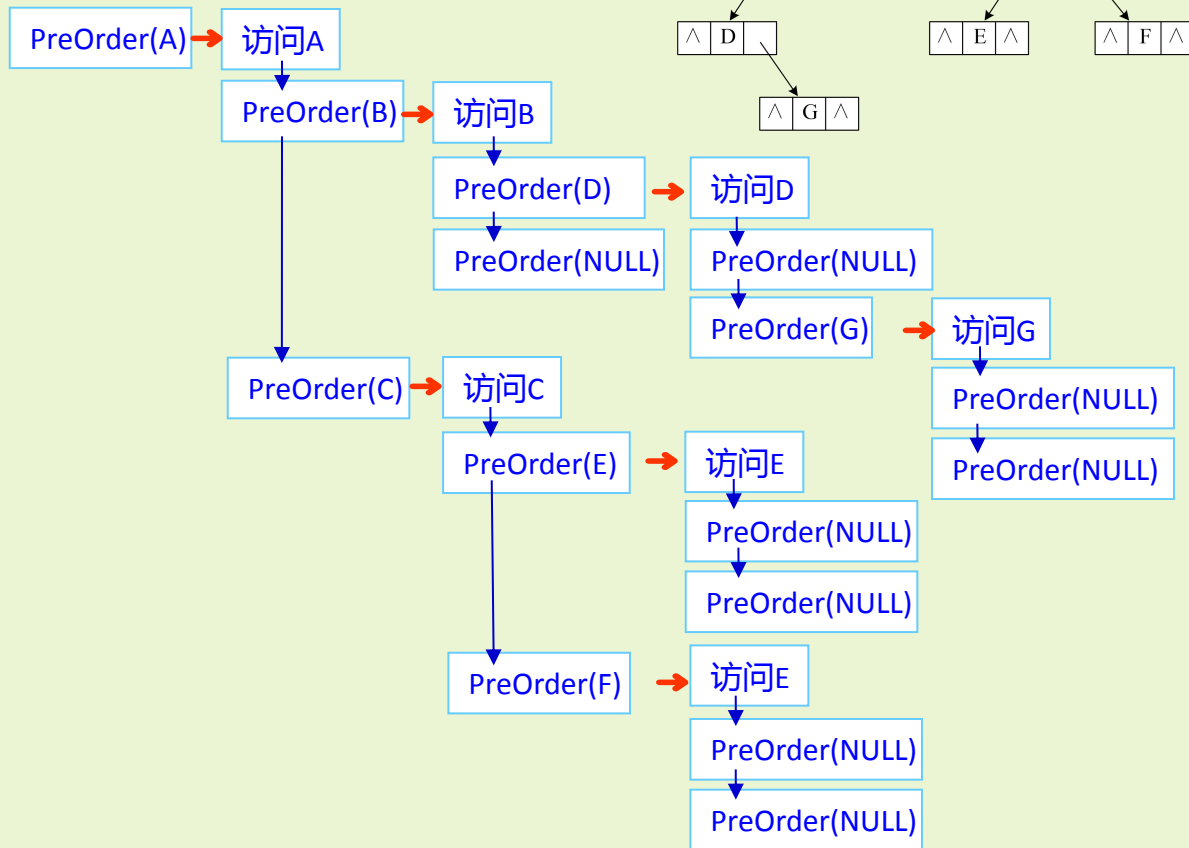 PreOrder(A)
访问A
∧ D
∧ E ∧
∧ F ∧
PreOrder(B)
访问B
∧ G ∧
PreOrder(D)
访问D
PreOrder(NULL)
PreOrder(NULL)
PreOrder(G)
访问G
PreOrder(C)
访问C
PreOrder(NULL)
PreOrder(E)
访问E
PreOrder(NULL)
PreOrder(NULL)
PreOrder(NULL)
PreOrder(F)
访问E
PreOrder(NULL)
PreOrder(NULL)